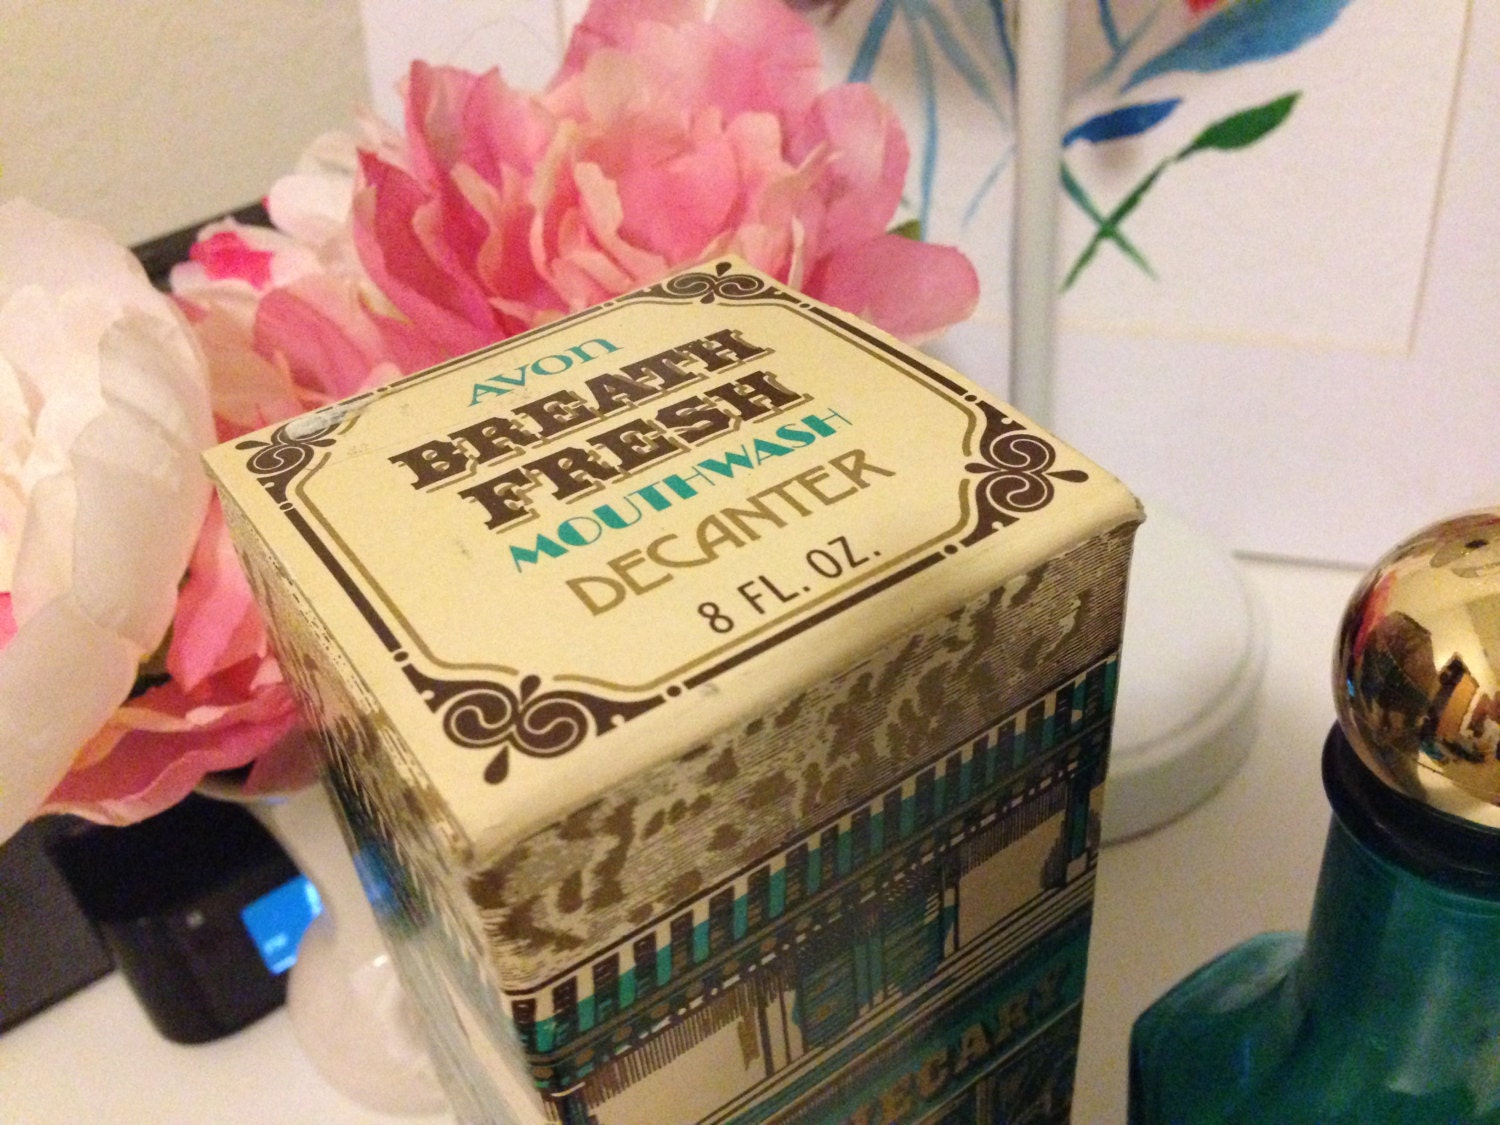 AVON
BREATH
FRESH
MOUTHWASH
DECANTER
8 FL. OZ.